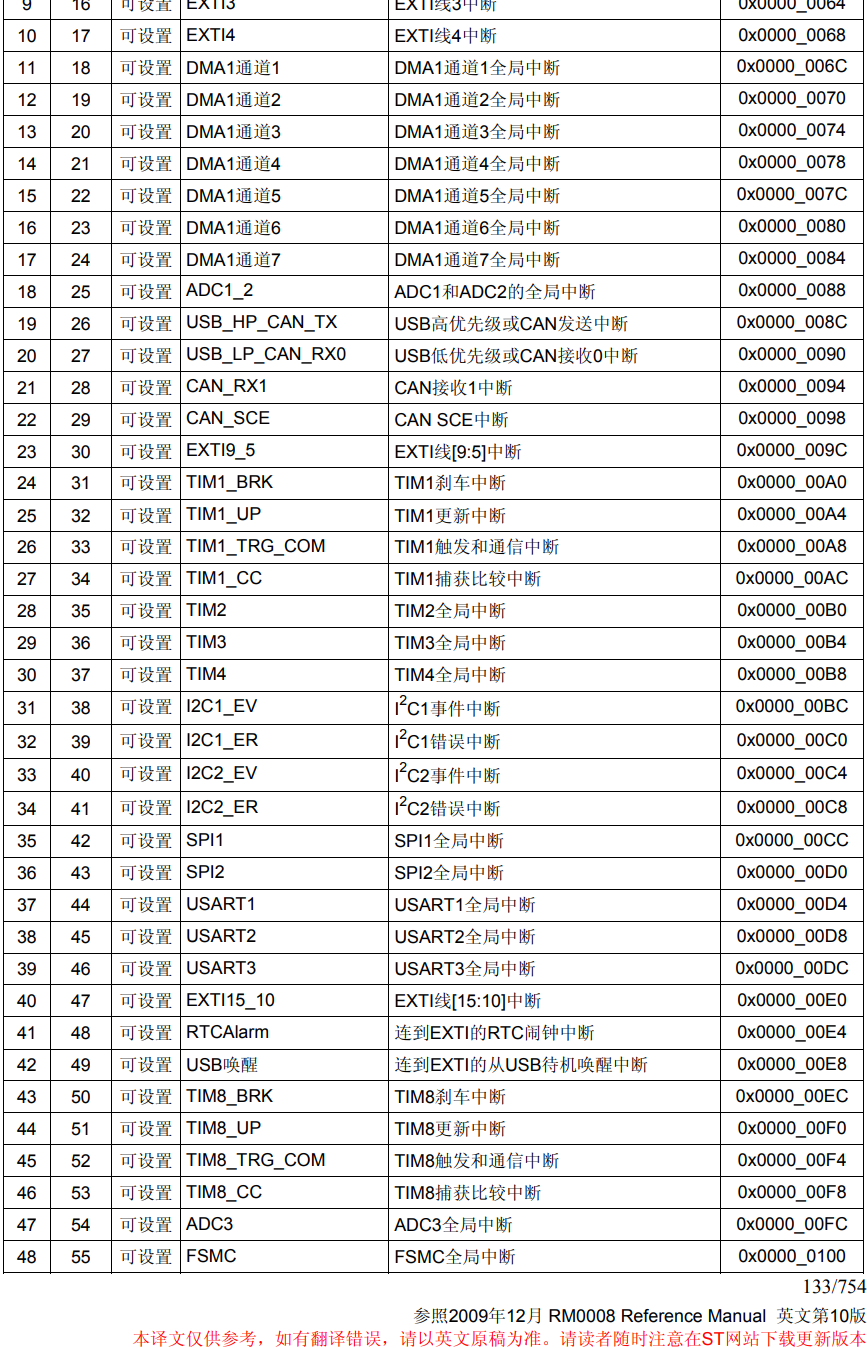 9 16 可设置 EXTI3 EXTI线3中断 0x0000_0064
10 17 可设置 EXTI4 EXTI线4中断 0x0000_0068
11 18 可设置 DMA1通道1 DMA1通道1全局中断 0x0000_006C
12 19 可设置 DMA1通道2 DMA1通道2全局中断 0x0000_0070
13 20 可设置 DMA1通道3 DMA1通道3全局中断 0x0000_0074
14 21 可设置 DMA1通道4 DMA1通道4全局中断 0x0000_0078
15 22 可设置 DMA1通道5 DMA1通道5全局中断 0x0000_007C
16 23 可设置 DMA1通道6 DMA1通道6全局中断 0x0000_0080
17 24 可设置 DMA1通道7 DMA1通道7全局中断 0x0000_0084
18 25 可设置 ADC1_2 ADC1和ADC2的全局中断 0x0000_0088
19 26 可设置 USB_HP_CAN_TX USB高优先级或CAN发送中断 0x0000_008C
20 27 可设置 USB_LP_CAN_RX0 USB低优先级或CAN接收0中断 0x0000_0090
21 28 可设置 CAN_RX1 CAN接收1中断 0x0000_0094
22 29 可设置 CAN_SCE CAN SCE中断 0x0000_0098
23 30 可设置 EXTI9_5 EXTI线[9:5]中断 0x0000_009C
24 31 可设置 TIM1_BRK TIM1刹车中断 0x0000_00A0
25 32 可设置 TIM1_UP TIM1更新中断 0x0000_00A4
26 33 可设置 TIM1_TRG_COM TIM1触发和通信中断 0x0000_00A8
27 34 可设置 TIM1_CC TIM1捕获比较中断 0x0000_00AC
28 35 可设置 TIM2 TIM2全局中断 0x0000_00B0
29 36 可设置 TIM3 TIM3全局中断 0x0000_00B4
30 37 可设置 TIM4 TIM4全局中断 0x0000_00B8
31 38 可设置 I2C1_EV I²C1事件中断 0x0000_00BC
32 39 可设置 I2C1_ER I²C1错误中断 0x0000_00C0
33 40 可设置 I2C2_EV I²C2事件中断 0x0000_00C4
34 41 可设置 I2C2_ER I²C2错误中断 0x0000_00C8
35 42 可设置 SPI1 SPI1全局中断 0x0000_00CC
36 43 可设置 SPI2 SPI2全局中断 0x0000_00D0
37 44 可设置 USART1 USART1全局中断 0x0000_00D4
38 45 可设置 USART2 USART2全局中断 0x0000_00D8
39 46 可设置 USART3 USART3全局中断 0x0000_00DC
40 47 可设置 EXTI15_10 EXTI线[15:10]中断 0x0000_00E0
41 48 可设置 RTCAlarm 连到EXTI的RTC闹钟中断 0x0000_00E4
42 49 可设置 USB唤醒 连到EXTI的从USB待机唤醒中断 0x0000_00E8
43 50 可设置 TIM8_BRK TIM8刹车中断 0x0000_00EC
44 51 可设置 TIM8_UP TIM8更新中断 0x0000_00F0
45 52 可设置 TIM8_TRG_COM TIM8触发和通信中断 0x0000_00F4
46 53 可设置 TIM8_CC TIM8捕获比较中断 0x0000_00F8
47 54 可设置 ADC3 ADC3全局中断 0x0000_00FC
48 55 可设置 FSMC FSMC全局中断 0x0000_0100
133/754
参照2009年12月 RM0008 Reference Manual 英文第10版
本译文仅供参考，如有翻译错误，请以英文原稿为准。请读者随时注意在ST网站下载更新版本